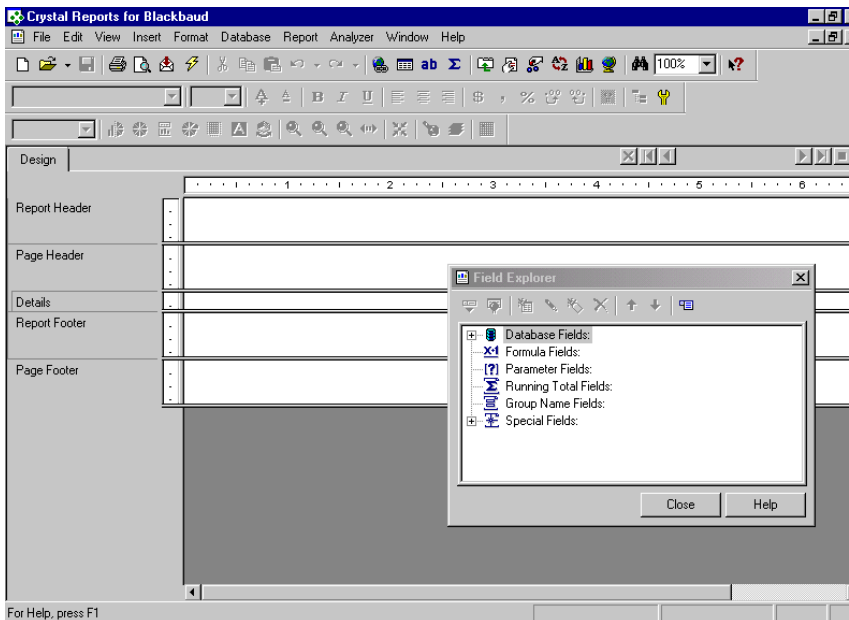 Crystal Reports for Blackbaud
File Edit View Insert Format Database Report Analyzer Window Help
100%
B I U $ , %
Design
1 2 3 4 5 6
Report Header
Page Header
Details
Report Footer
Page Footer
Field Explorer
Database Fields:
Formula Fields:
Parameter Fields:
Running Total Fields:
Group Name Fields:
Special Fields:
Close Help
For Help, press F1